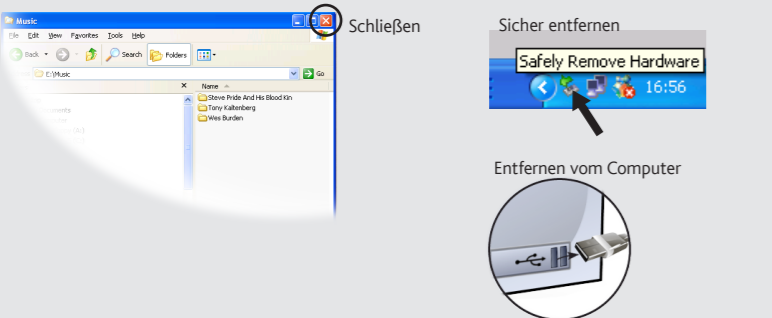 Music
File Edit View Favorites Tools Help
Back Search Folders
E:\Music Go
X Name
Steve Pride And His Blood Kin
Tony Kaltenberg
Wes Burden
Schließen
Sicher entfernen
Safely Remove Hardware
16:56
Entfernen vom Computer